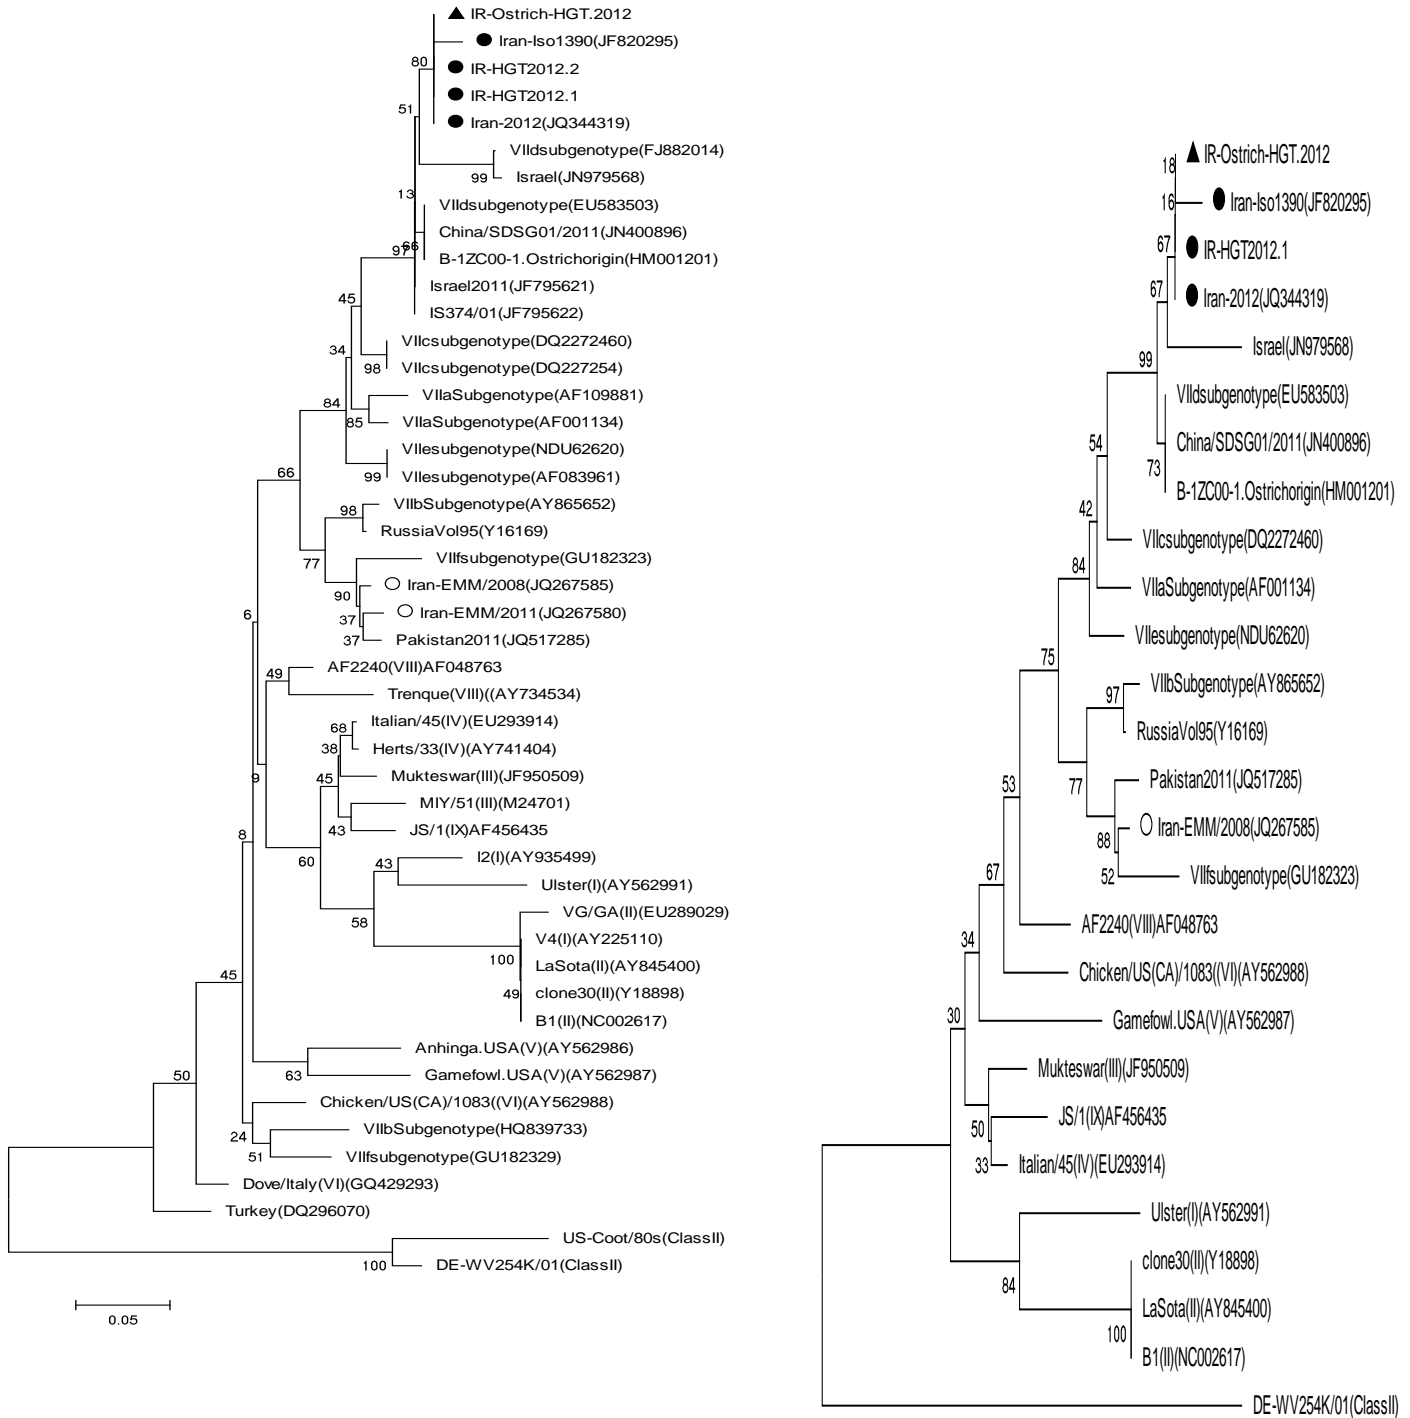 IR-Ostrich-HGT.2012
Iran-Iso1390(JF820295)
80
IR-HGT2012.2
IR-HGT2012.1
51
Iran-2012(JQ344319)
VIIdsubgenotype(FJ882014)
99
Israel(JN979568)
13
VIIdsubgenotype(EU583503)
China/SDSG01/2011(JN400896)
97
66
B-1ZC00-1.Ostrichorigin(HM001201)
Israel2011(JF795621)
45
IS374/01(JF795622)
VIIcsubgenotype(DQ2272460)
34
98
VIIcsubgenotype(DQ227254)
VIIaSubgenotype(AF109881)
84
85
VIIaSubgenotype(AF001134)
VIIesubgenotype(NDU62620)
66
99
VIIesubgenotype(AF083961)
VIIbSubgenotype(AY865652)
98
RussiaVol95(Y16169)
77
VIIfsubgenotype(GU182323)
Iran-EMM/2008(JQ267585)
90
Iran-EMM/2011(JQ267580)
6
37
37
Pakistan2011(JQ517285)
AF2240(VIII)AF048763
49
Trenque(VIII)((AY734534)
Italian/45(IV)(EU293914)
68
38
Herts/33(IV)(AY741404)
9
45
Mukteswar(III)(JF950509)
MIY/51(III)(M24701)
8
43
JS/1(IX)AF456435
60
I2(I)(AY935499)
43
Ulster(I)(AY562991)
58
VG/GA(II)(EU289029)
V4(I)(AY225110)
100
LaSota(II)(AY845400)
45
49
clone30(II)(Y18898)
B1(II)(NC002617)
Anhinga.USA(V)(AY562986)
50
63
Gamefowl.USA(V)(AY562987)
Chicken/US(CA)/1083((VI)(AY562988)
24
VIIbSubgenotype(HQ839733)
51
VIIfsubgenotype(GU182329)
Dove/Italy(VI)(GQ429293)
Turkey(DQ296070)
US-Coot/80s(ClassII)
100
DE-WV254K/01(ClassII)
0.05
18
IR-Ostrich-HGT.2012
16
Iran-Iso1390(JF820295)
67
IR-HGT2012.1
67
Iran-2012(JQ344319)
Israel(JN979568)
99
VIIdsubgenotype(EU583503)
54
China/SDSG01/2011(JN400896)
73
B-1ZC00-1.Ostrichorigin(HM001201)
42
VIIcsubgenotype(DQ2272460)
84
VIIaSubgenotype(AF001134)
VIIesubgenotype(NDU62620)
75
VIIbSubgenotype(AY865652)
97
RussiaVol95(Y16169)
53
77
Pakistan2011(JQ517285)
Iran-EMM/2008(JQ267585)
88
52
VIIfsubgenotype(GU182323)
67
AF2240(VIII)AF048763
34
Chicken/US(CA)/1083((VI)(AY562988)
30
Gamefowl.USA(V)(AY562987)
Mukteswar(III)(JF950509)
JS/1(IX)AF456435
50
33
Italian/45(IV)(EU293914)
Ulster(I)(AY562991)
clone30(II)(Y18898)
84
LaSota(II)(AY845400)
100
B1(II)(NC002617)
DE-WV254K/01(ClassII)